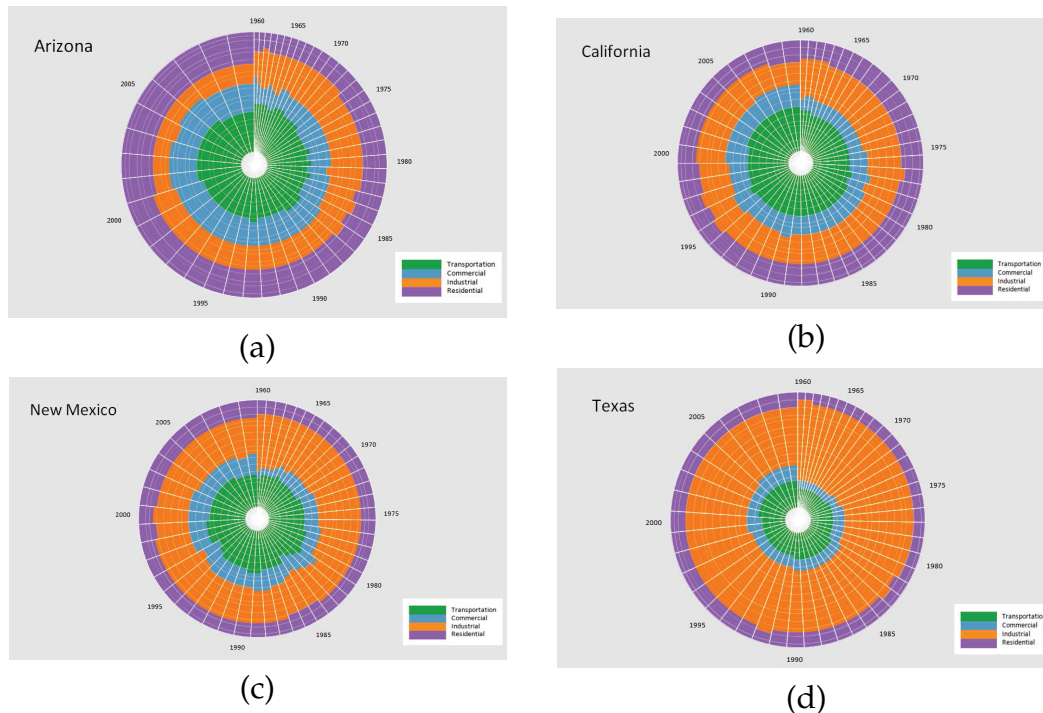 Arizona
1960
1965
1970
1975
1980
1985
1990
1995
2000
2005
Transportation
Commercial
Industrial
Residential
(a)
California
1960
1965
1970
1975
1980
1985
1990
1995
2000
2005
Transportation
Commercial
Industrial
Residential
(b)
New Mexico
1960
1965
1970
1975
1980
1985
1990
1995
2000
2005
Transportation
Commercial
Industrial
Residential
(c)
Texas
1960
1965
1970
1975
1980
1985
1990
1995
2000
2005
Transportation
Commercial
Industrial
Residential
(d)